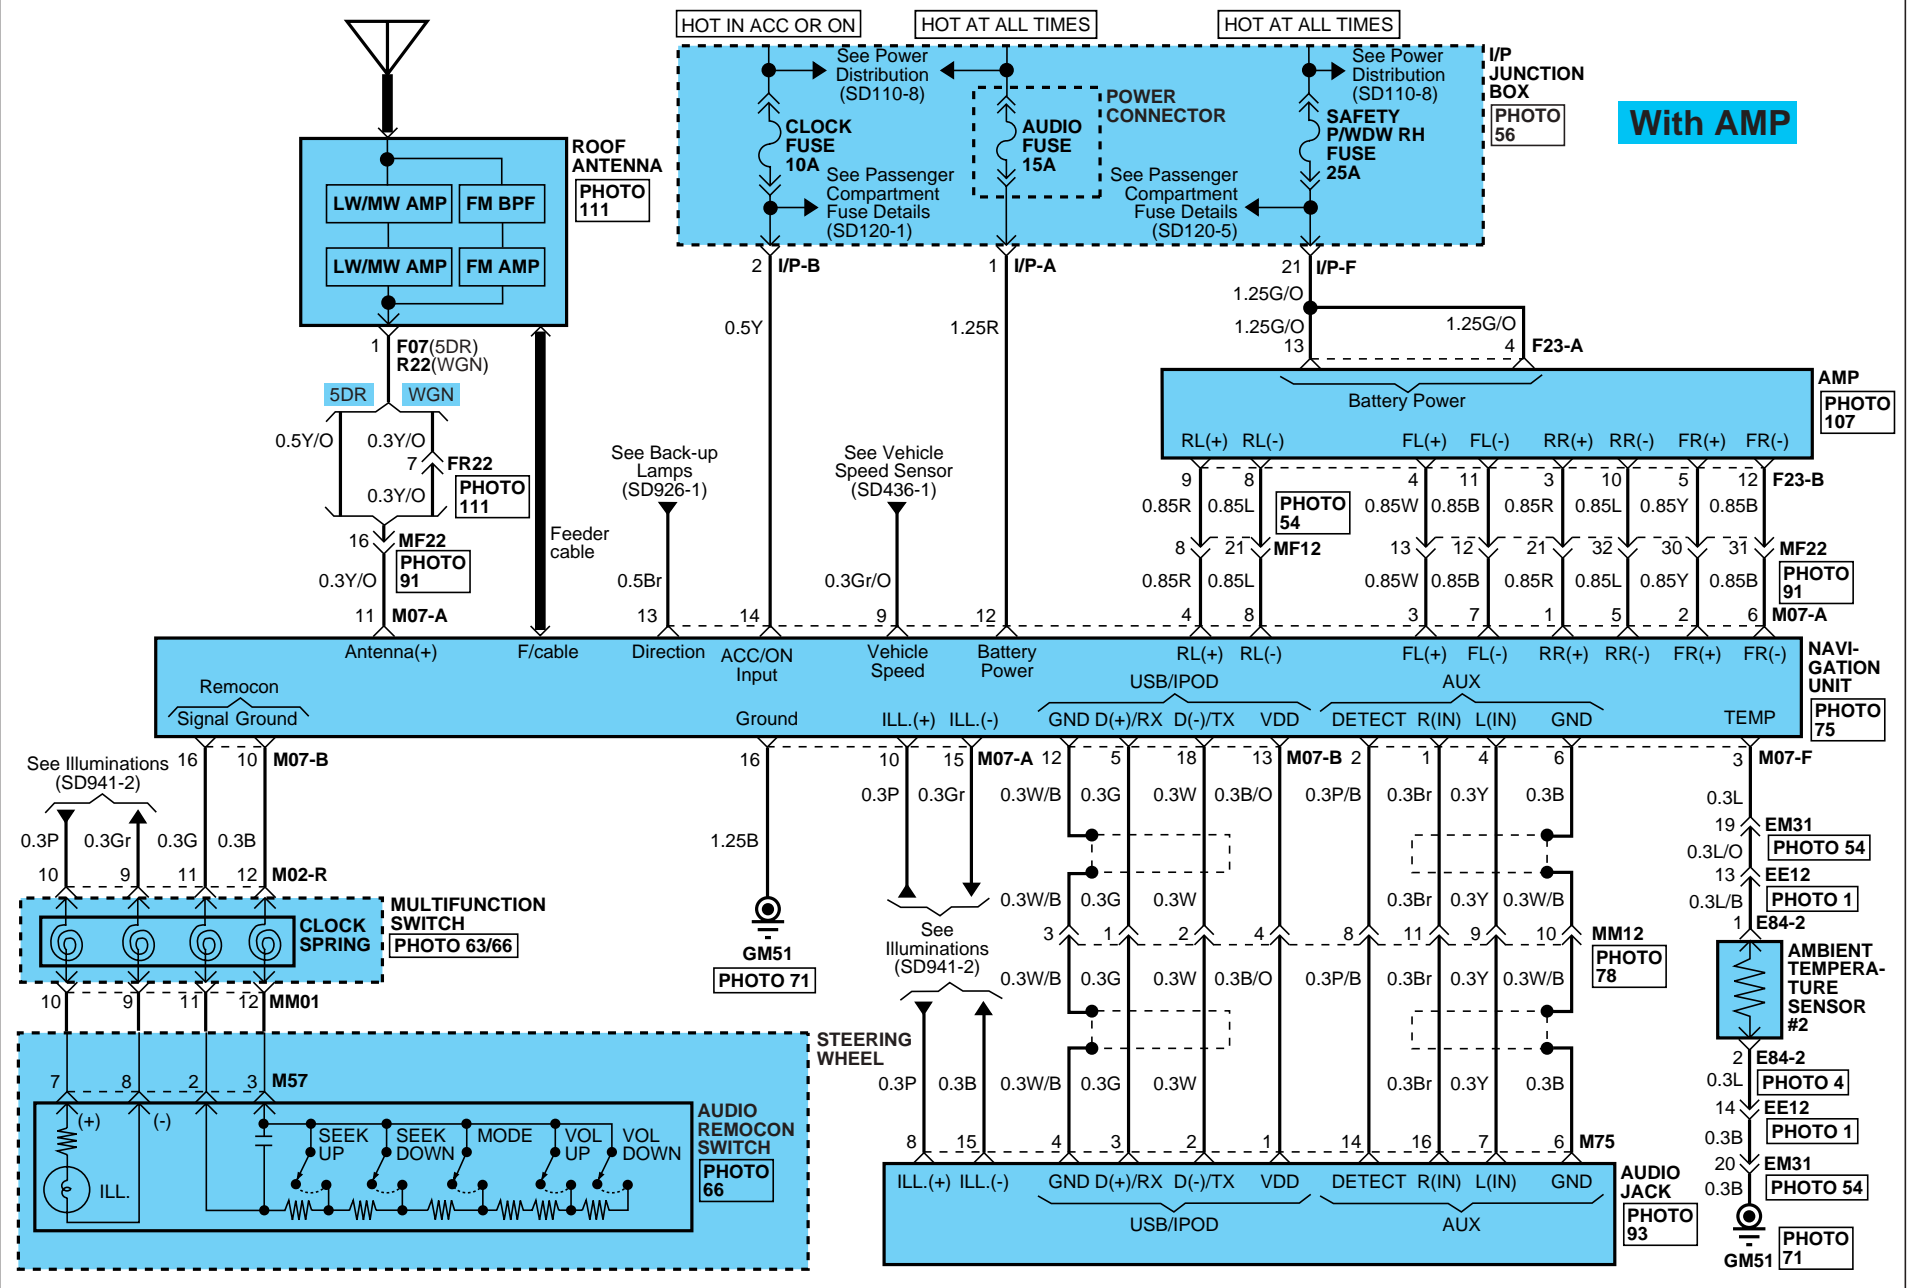 HOT IN ACC OR ON
HOT AT ALL TIMES
HOT AT ALL TIMES
I/P
JUNCTION
BOX
PHOTO
56
With AMP
See Power
Distribution
(SD110-8)
See Power
Distribution
(SD110-8)
POWER
CONNECTOR
CLOCK
FUSE
10A
AUDIO
FUSE
15A
SAFETY
P/WDW RH
FUSE
25A
See Passenger
Compartment
Fuse Details
(SD120-1)
See Passenger
Compartment
Fuse Details
(SD120-5)
ROOF
ANTENNA
PHOTO
111
LW/MW AMP FM BPF
LW/MW AMP FM AMP
2 I/P-B 1 I/P-A 21 I/P-F
1.25G/O
0.5Y 1.25R 1.25G/O 1.25G/O
13 4 F23-A
1 F07(5DR)
R22(WGN)
5DR WGN
0.5Y/O 0.3Y/O
7 FR22
PHOTO
111
0.3Y/O
16 MF22
PHOTO
91
0.3Y/O
11 M07-A
Feeder
cable
See Back-up
Lamps
(SD926-1)
0.5Br
13 14
See Vehicle
Speed Sensor
(SD436-1)
0.3Gr/O
9 12
AMP
PHOTO
107
Battery Power
RL(+) RL(-) FL(+) FL(-) RR(+) RR(-) FR(+) FR(-)
9 8 4 11 3 10 5 12 F23-B
0.85R 0.85L PHOTO
54
0.85W 0.85B 0.85R 0.85L 0.85Y 0.85B
8 21 MF12 13 12 21 32 30 31 MF22
PHOTO
91
0.85R 0.85L 0.85W 0.85B 0.85R 0.85L 0.85Y 0.85B
4 8 3 7 1 5 2 6 M07-A
Antenna(+) F/cable Direction ACC/ON
Input
Vehicle
Speed
Battery
Power
RL(+) RL(-) FL(+) FL(-) RR(+) RR(-) FR(+) FR(-)
NAVI-
GATION
UNIT
PHOTO
75
Remocon USB/IPOD AUX
Signal Ground Ground ILL.(+) ILL.(-) GND D(+)/RX D(-)/TX VDD DETECT R(IN) L(IN) GND TEMP
16 10 M07-B 16 10 15 M07-A 12 5 18 13 M07-B 2 1 4 6 3 M07-F
See Illuminations
(SD941-2)
0.3P 0.3Gr 0.3G 0.3B
1.25B
0.3P 0.3Gr 0.3W/B 0.3G 0.3W 0.3B/O 0.3P/B 0.3Br 0.3Y 0.3B 0.3L
10 9 11 12 M02-R
MULTIFUNCTION
SWITCH
PHOTO 63/66
CLOCK
SPRING
10 9 11 12 MM01
GM51
PHOTO 71
See
Illuminations
(SD941-2)
0.3W/B 0.3G 0.3W 0.3Br 0.3Y 0.3W/B
3 1 2 4 8 11 9 10 MM12
PHOTO
78
0.3W/B 0.3G 0.3W 0.3B/O 0.3P/B 0.3Br 0.3Y 0.3W/B
19 EM31
PHOTO 54
0.3L/O
13 EE12
PHOTO 1
0.3L/B
1 E84-2
AMBIENT
TEMPERA-
TURE
SENSOR
#2
2 E84-2
0.3L PHOTO 4
14 EE12
PHOTO 1
0.3B
20 EM31
PHOTO 54
0.3B
GM51 PHOTO
71
STEERING
WHEEL
7 8 2 3 M57
(+) (-)
SEEK
UP
SEEK
DOWN
MODE
VOL
UP
VOL
DOWN
ILL.
AUDIO
REMOCON
SWITCH
PHOTO
66
0.3P 0.3B 0.3W/B 0.3G 0.3W 0.3Br 0.3Y 0.3B
8 15 4 3 2 1 14 16 7 6 M75
ILL.(+) ILL.(-) GND D(+)/RX D(-)/TX VDD DETECT R(IN) L(IN) GND
USB/IPOD AUX
AUDIO
JACK
PHOTO
93